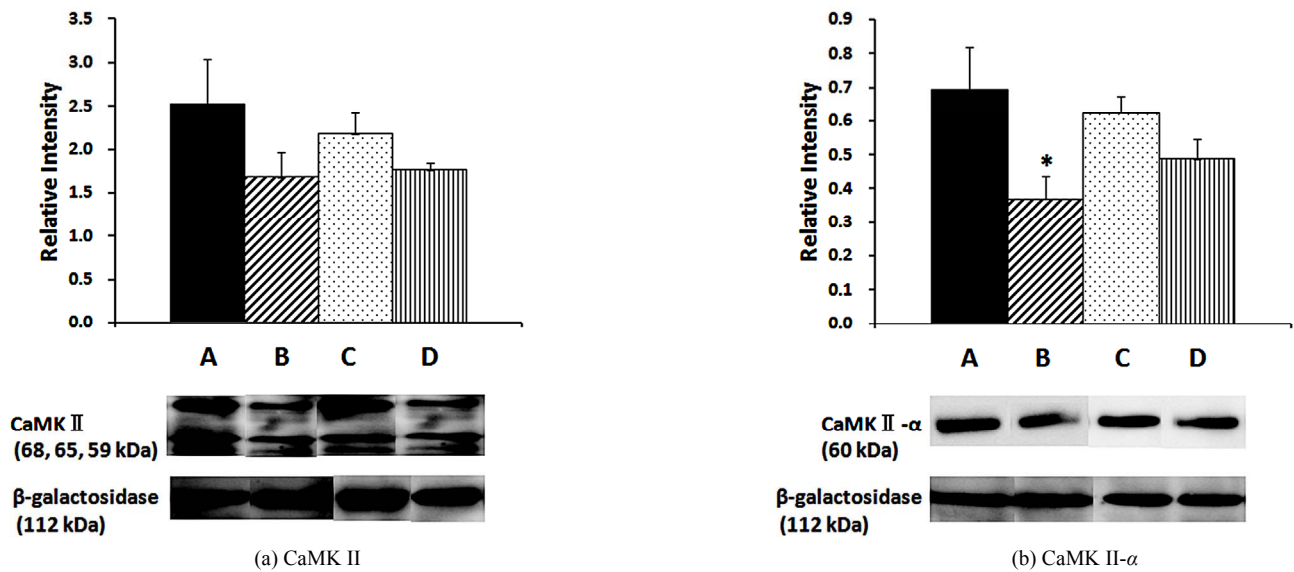 3.5
3.0
2.5
2.0
1.5
1.0
0.5
0.0
Relative Intensity
A B C D
CaMK Ⅱ
(68, 65, 59 kDa)
β-galactosidase
(112 kDa)
(a) CaMK II
0.9
0.8
0.7
0.6
0.5
0.4
0.3
0.2
0.1
0.0
Relative Intensity
*
A B C D
CaMK Ⅱ -α
(60 kDa)
β-galactosidase
(112 kDa)
(b) CaMK II-α